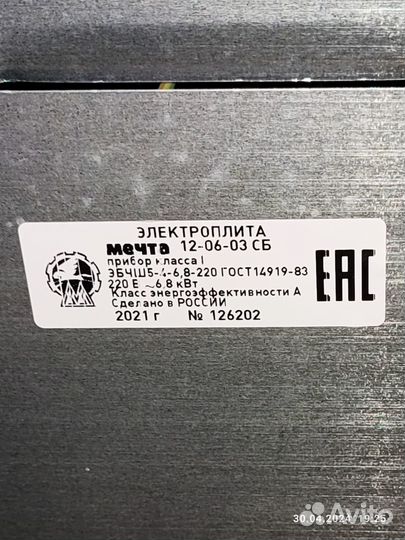 ЭЛЕКТРОПЛИТА
мечта 12-06-03 СБ
прибор класса I
ЭБЧШ5-4-6,8-220 ГОСТ14919-83
220 Е ~6,8 кВт
Класс энергоэффективности А
Сделано в РОССИИ
2021 г № 126202
EAC
Avito
30.04.2024 19:25